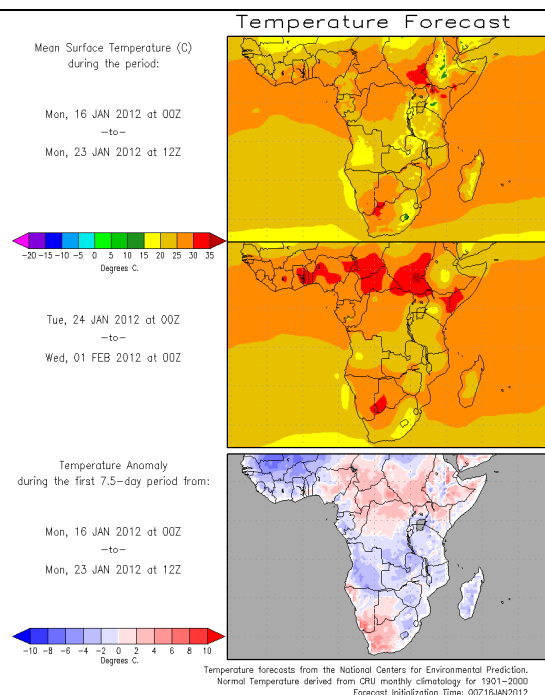 Temperature Forecast
Mean Surface Temperature (C)
during the period:
Mon, 16 JAN 2012 at 00Z
-to-
Mon, 23 JAN 2012 at 12Z
-20 -15 -10 -5 0 5 10 15 20 25 30 35
Degrees C.
Tue, 24 JAN 2012 at 00Z
-to-
Wed, 01 FEB 2012 at 00Z
Temperature Anomaly
during the first 7.5-day period from:
Mon, 16 JAN 2012 at 00Z
-to-
Mon, 23 JAN 2012 at 12Z
-10 -8 -6 -4 -2 0 2 4 6 8 10
Degrees C.
Temperature forecasts from the National Centers for Environmental Prediction.
Normal Temperature derived from CRU monthly climatology for 1901-2000
Forecast Initialization Time: 00Z16JAN2012